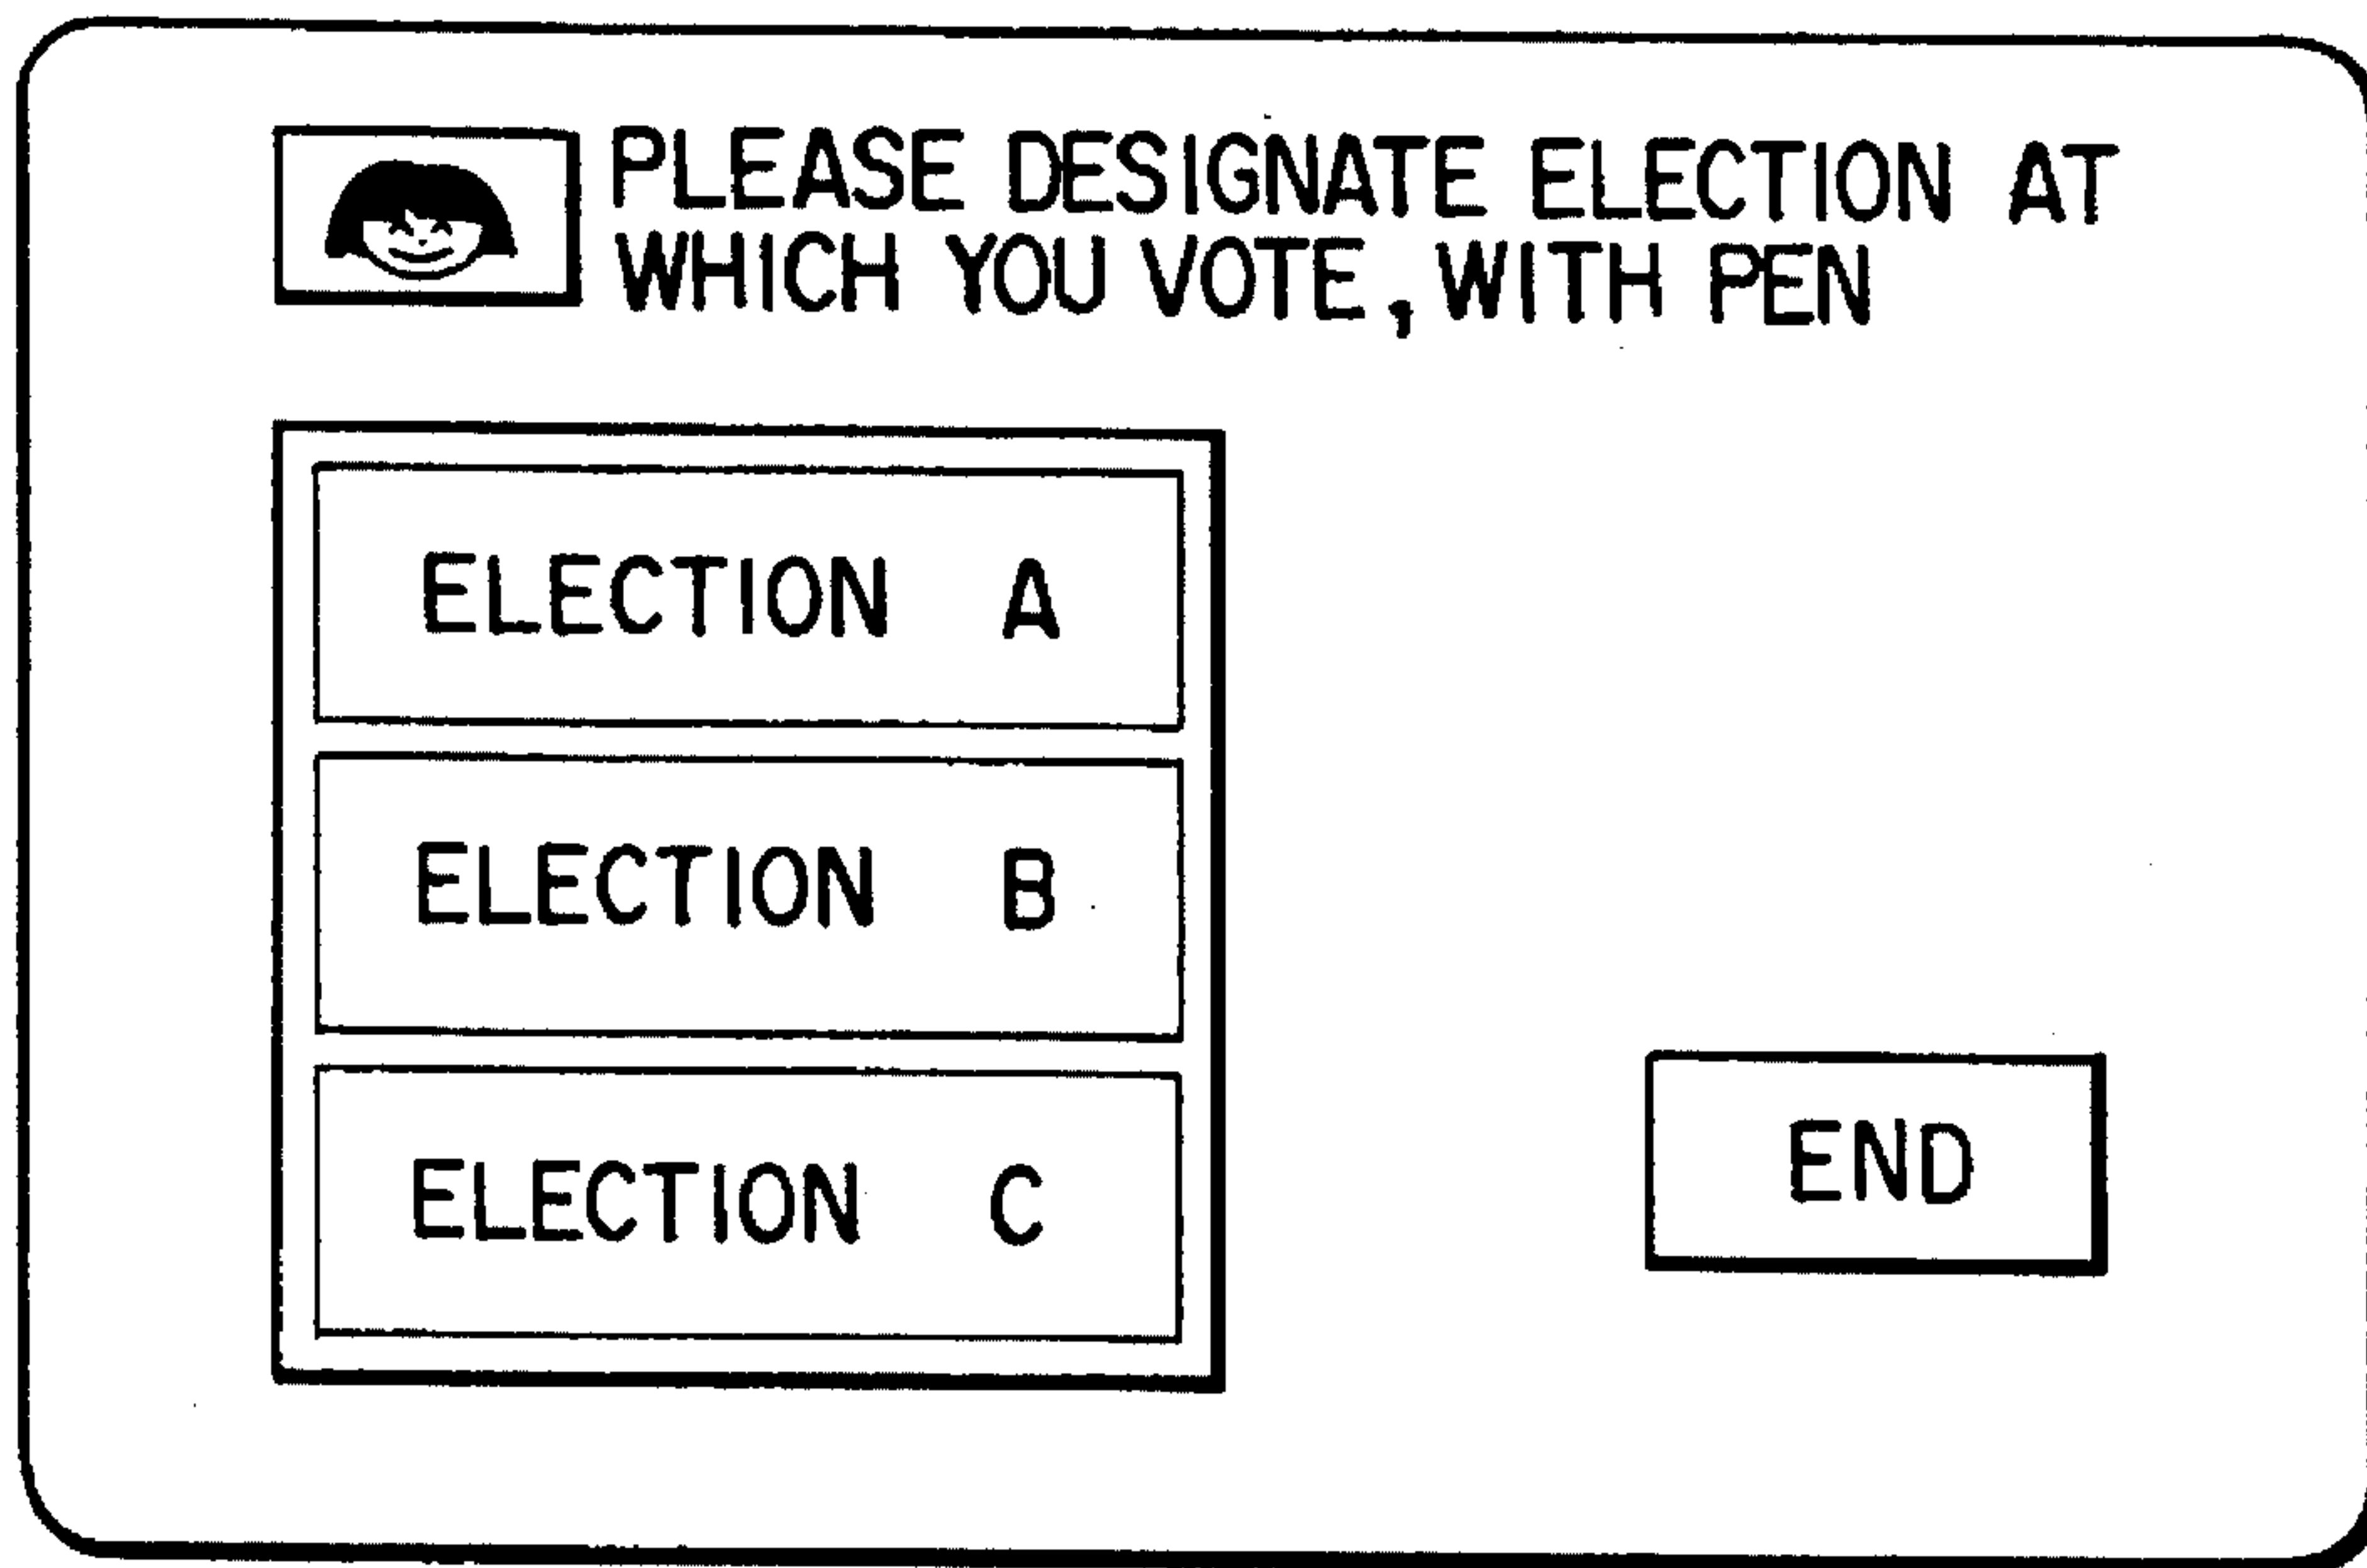 PLEASE DESIGNATE ELECTION AT
WHICH YOU VOTE, WITH PEN
ELECTION A
ELECTION B
ELECTION C
END